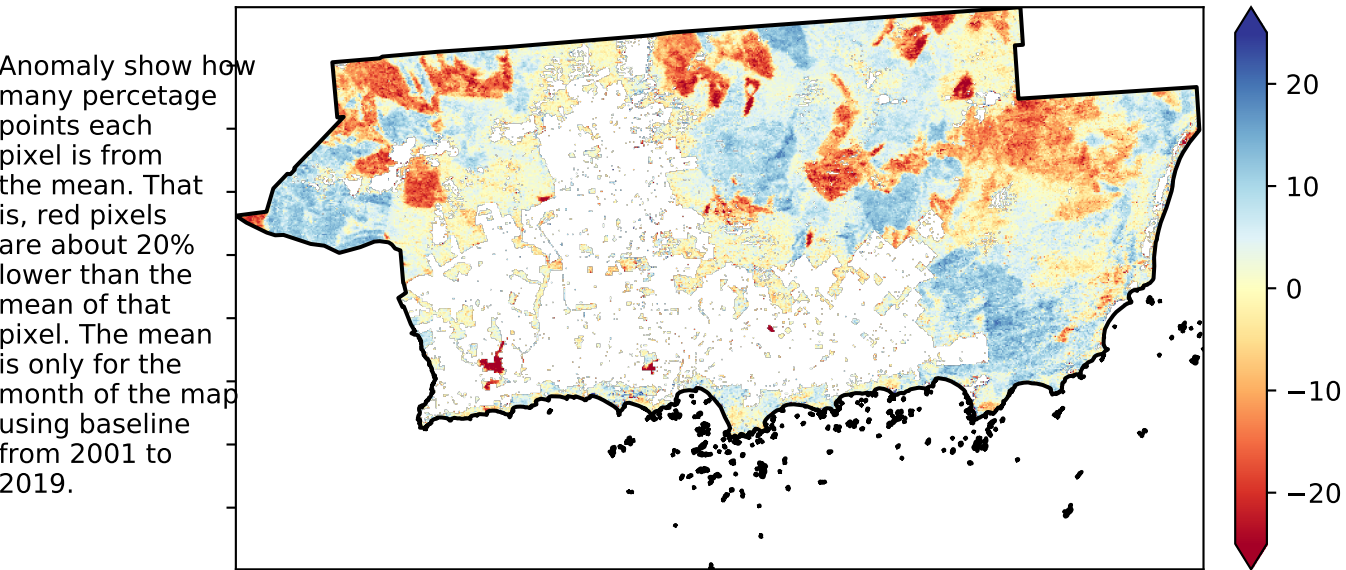 Anomaly show how
many percetage
points each
pixel is from
the mean. That
is, red pixels
are about 20%
lower than the
mean of that
pixel. The mean
is only for the
month of the map
using baseline
from 2001 to
2019.
20
10
0
−10
−20